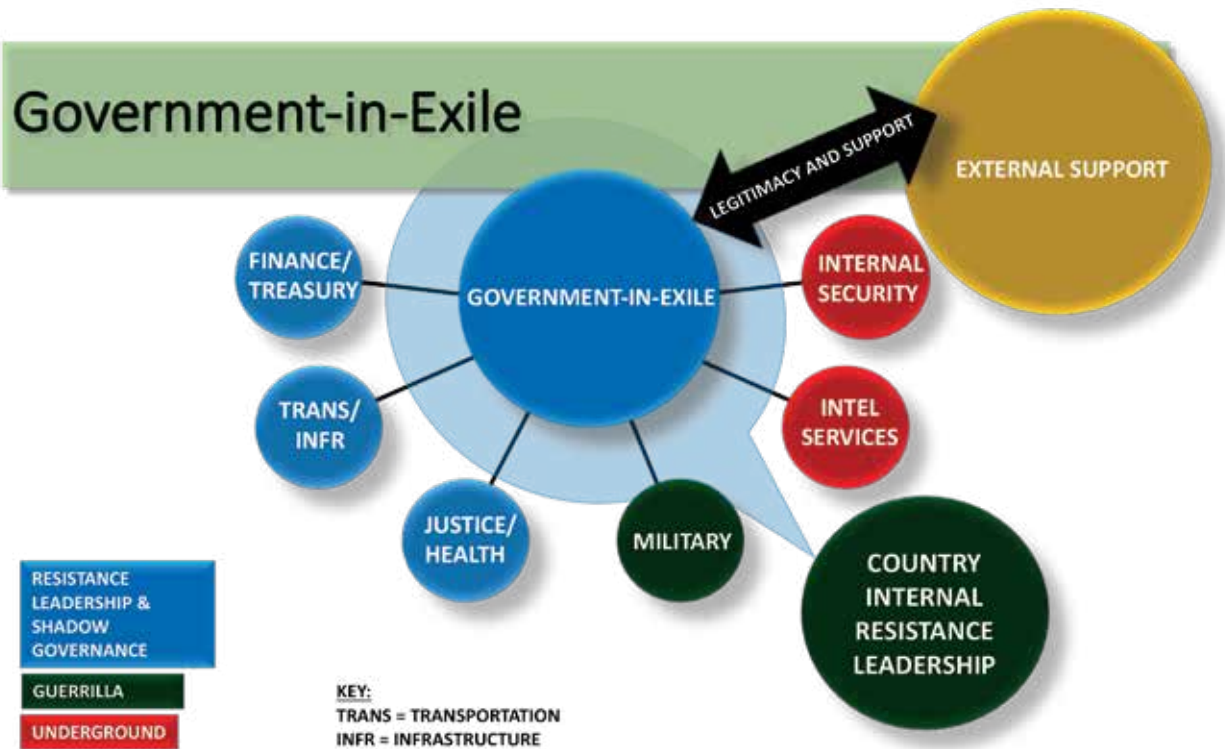 Government-in-Exile
LEGITIMACY AND SUPPORT
EXTERNAL SUPPORT
FINANCE/
TREASURY
GOVERNMENT-IN-EXILE
INTERNAL
SECURITY
TRANS/
INFR
INTEL
SERVICES
JUSTICE/
HEALTH
MILITARY
COUNTRY
INTERNAL
RESISTANCE
LEADERSHIP
RESISTANCE
LEADERSHIP &
SHADOW
GOVERNANCE
GUERRILLA
UNDERGROUND
KEY:
TRANS = TRANSPORTATION
INFR = INFRASTRUCTURE